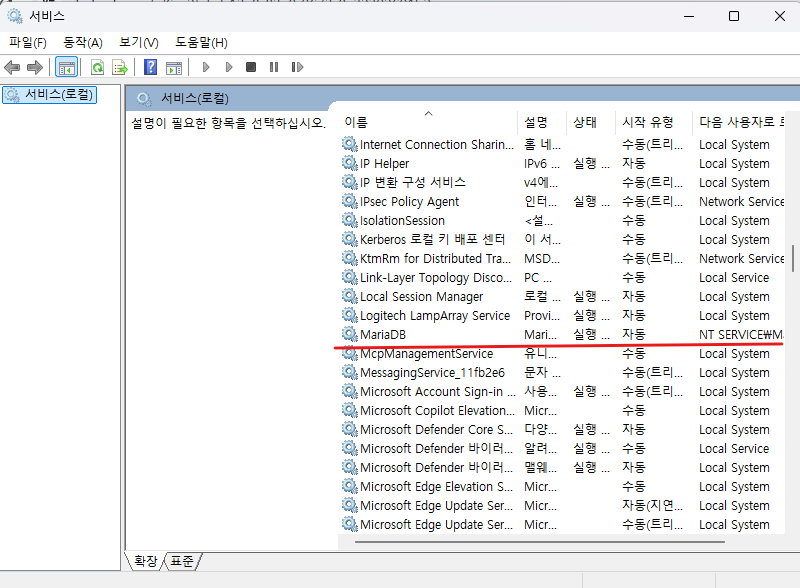 서비스
파일(F) 동작(A) 보기(V) 도움말(H)
서비스(로컬)
서비스(로컬)
설명이 필요한 항목을 선택하십시오.
이름 설명 상태 시작 유형 다음 사용자로
Internet Connection Sharin... 홈 네... 수동(트리... Local System
IP Helper IPv6 ... 실행 ... 자동 Local System
IP 변환 구성 서비스 v4에... 수동(트리... Local System
IPsec Policy Agent 인터... 실행 ... 수동(트리... Network Service
IsolationSession <설... 수동 Local System
Kerberos 로컬 키 배포 센터 이 서... 수동 Local System
KtmRm for Distributed Tra... MSD... 수동(트리... Network Service
Link-Layer Topology Disco... PC ... 수동 Local Service
Local Session Manager 로컬 ... 실행 ... 자동 Local System
Logitech LampArray Service Provi... 실행 ... 자동 Local System
MariaDB Mari... 실행 ... 자동 NT SERVICE₩M
McpManagementService 유니... 수동 Local System
MessagingService_11fb2e6 문자 ... 수동(트리... Local System
Microsoft Account Sign-in ... 사용... 실행 ... 수동(트리... Local System
Microsoft Copilot Elevation... Micr... 수동 Local System
Microsoft Defender Core S... 다양... 실행 ... 자동 Local System
Microsoft Defender 바이러... 알려... 실행 ... 수동 Local Service
Microsoft Defender 바이러... 맬웨... 실행 ... 자동 Local System
Microsoft Edge Elevation S... Micr... 수동 Local System
Microsoft Edge Update Ser... Micr... 자동(지연... Local System
Microsoft Edge Update Ser... Micr... 수동(트리... Local System
확장 표준